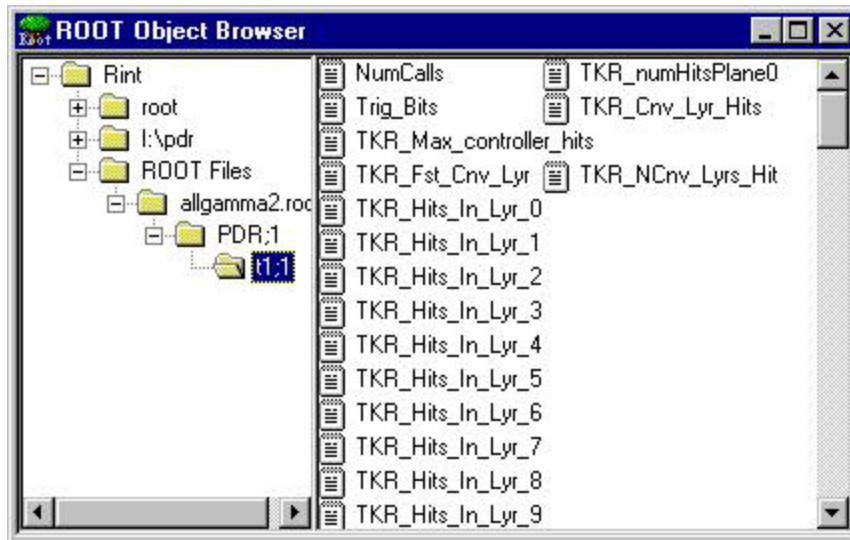 ROOT Object Browser
Rint
root
l:\pdr
ROOT Files
allgamma2.roo
PDR;1
t1;1
NumCalls TKR_numHitsPlane0
Trig_Bits TKR_Cnv_Lyr_Hits
TKR_Max_controller_hits
TKR_Fst_Cnv_Lyr TKR_NCnv_Lyrs_Hit
TKR_Hits_In_Lyr_0
TKR_Hits_In_Lyr_1
TKR_Hits_In_Lyr_2
TKR_Hits_In_Lyr_3
TKR_Hits_In_Lyr_4
TKR_Hits_In_Lyr_5
TKR_Hits_In_Lyr_6
TKR_Hits_In_Lyr_7
TKR_Hits_In_Lyr_8
TKR_Hits_In_Lyr_9